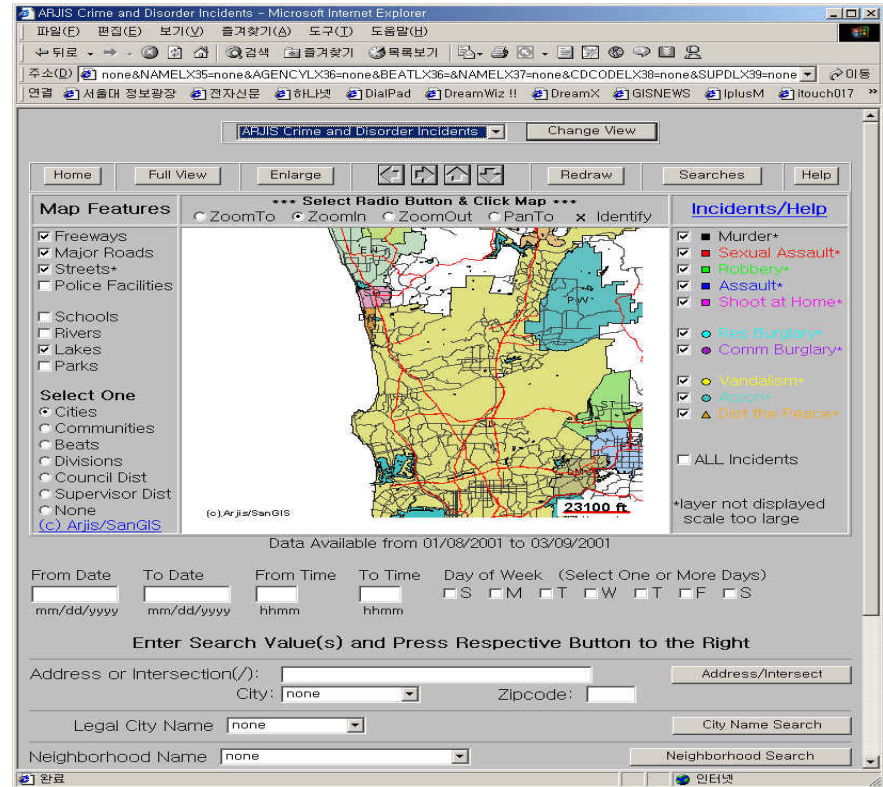 ARJIS Crime and Disorder Incidents - Microsoft Internet Explorer
파일(F) 편집(E) 보기(V) 즐겨찾기(A) 도구(T) 도움말(H)
뒤로 검색 즐겨찾기 목록보기
주소(D) none&NAMELX35=none&AGENCYLX36=none&BEATLX36=&NAMELX37=none&CDCODELX38=none&SUPDLX39=none 이동
연결 서울대 정보광장 전자신문 하나넷 DialPad DreamWiz !! DreamX GISNEWS IplusM itouch017 »
ARJIS Crime and Disorder Incidents Change View
Home Full View Enlarge Redraw Searches Help
Map Features
*** Select Radio Button & Click Map ***
ZoomTo ZoomIn ZoomOut PanTo x Identify
Incidents/Help
Freeways
Major Roads
Streets*
Police Facilities
Schools
Rivers
Lakes
Parks
Select One
Cities
Communities
Beats
Divisions
Council Dist
Supervisor Dist
None
(c) Arjis/SanGIS
(c)Arjis/SanGIS
23100 ft
Murder*
Sexual Assault*
Robbery*
Assault*
Shoot at Home*
Res Burglary*
Comm Burglary*
Vandalism*
Arson*
Dist the Peace*
ALL Incidents
*layer not displayed
scale too large
Data Available from 01/08/2001 to 03/09/2001
From Date To Date From Time To Time Day of Week (Select One or More Days)
S M T W T F S
mm/dd/yyyy mm/dd/yyyy hhmm hhmm
Enter Search Value(s) and Press Respective Button to the Right
Address or Intersection(/): Address/Intersect
City: none Zipcode:
Legal City Name none City Name Search
Neighborhood Name none Neighborhood Search
완료 인터넷